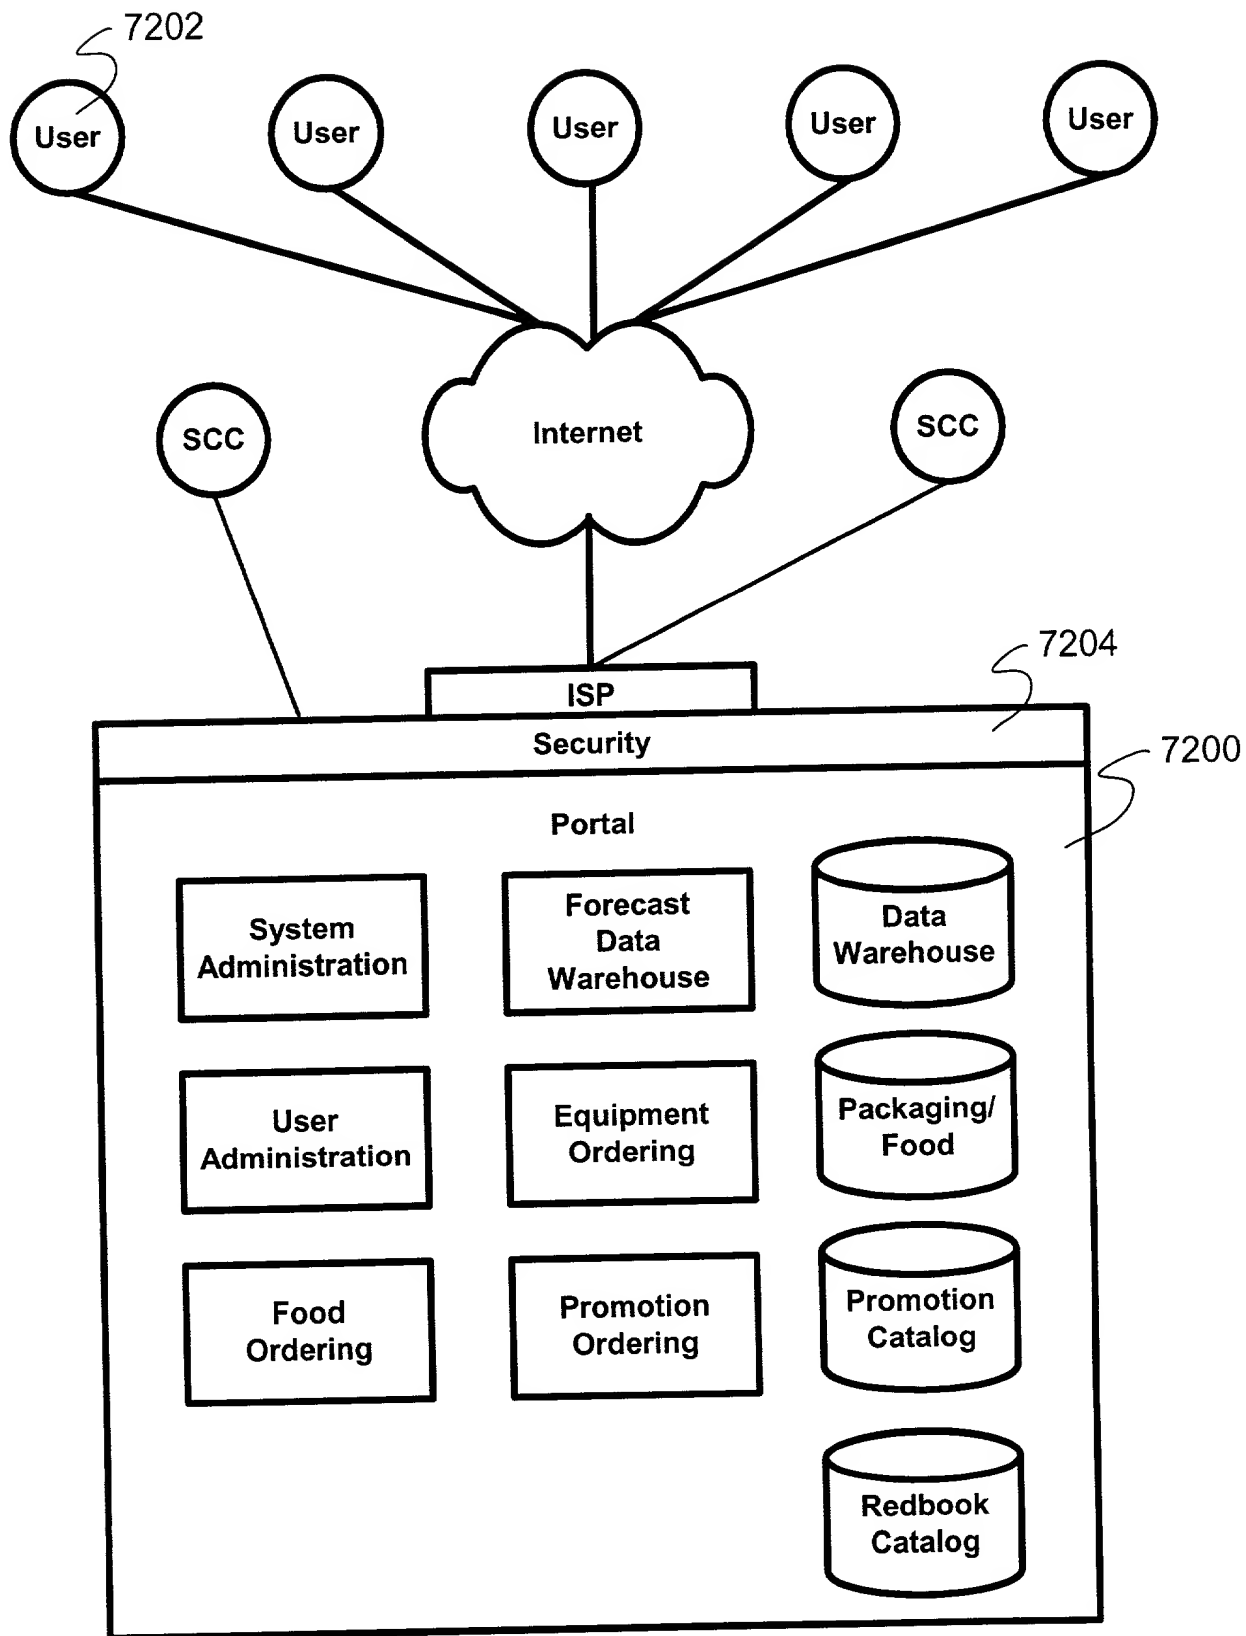 7202
User
User
User
User
User
SCC
Internet
SCC
7204
ISP
Security
7200
Portal
System
Administration
Forecast
Data
Warehouse
Data
Warehouse
User
Administration
Equipment
Ordering
Packaging/
Food
Food
Ordering
Promotion
Ordering
Promotion
Catalog
Redbook
Catalog